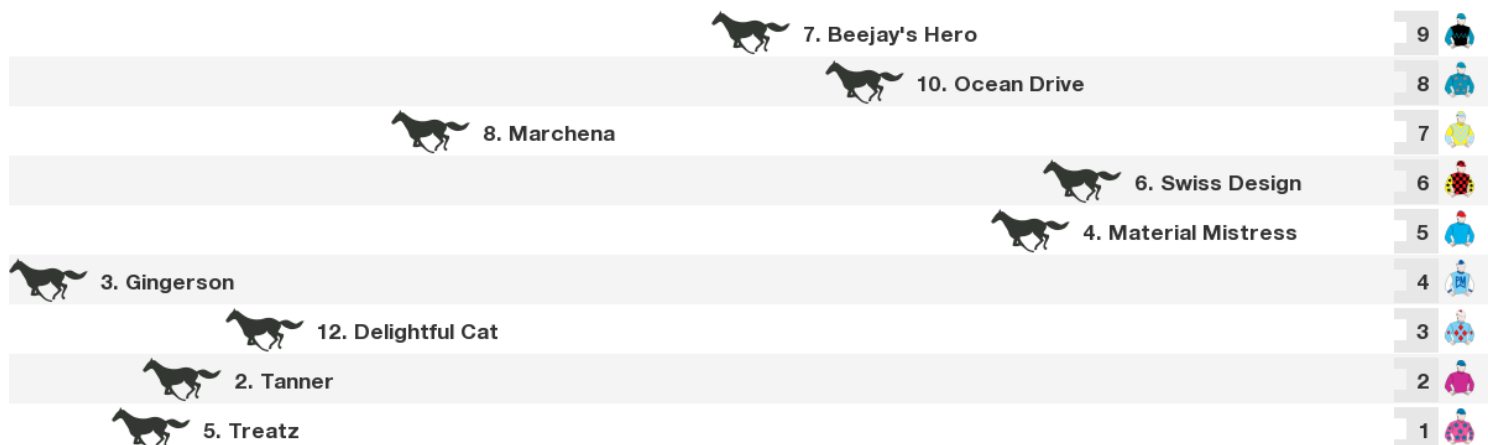 7. Beejay's Hero 9
10. Ocean Drive 8
8. Marchena 7
6. Swiss Design 6
4. Material Mistress 5
3. Gingerson 4
PM
12. Delightful Cat 3
2. Tanner 2
5. Treatz 1